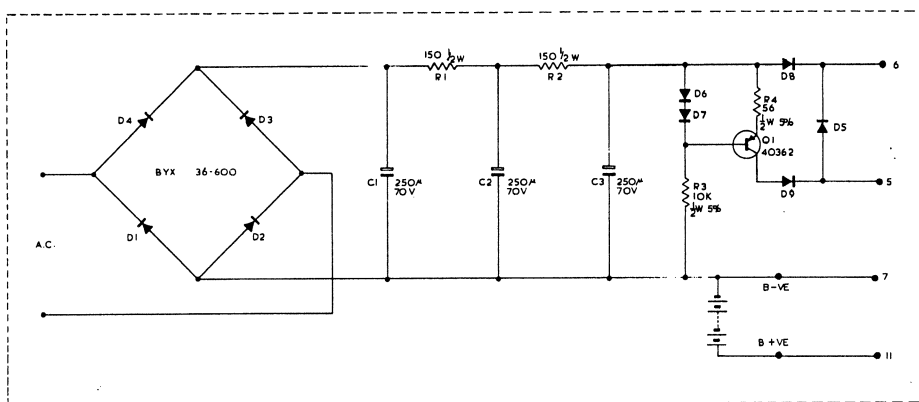 150 ½W
R1
150 ½W
R2
D8
6
D4
D3
D6
D7
R4
56
½W 5%
D5
Q1
40362
BYX 36-600
C1
250μ
70V
C2
250μ
70V
C3
250μ
70V
R3
10K
½W 5%
D9
5
A.C.
D1
D2
B-VE
7
B+VE
11